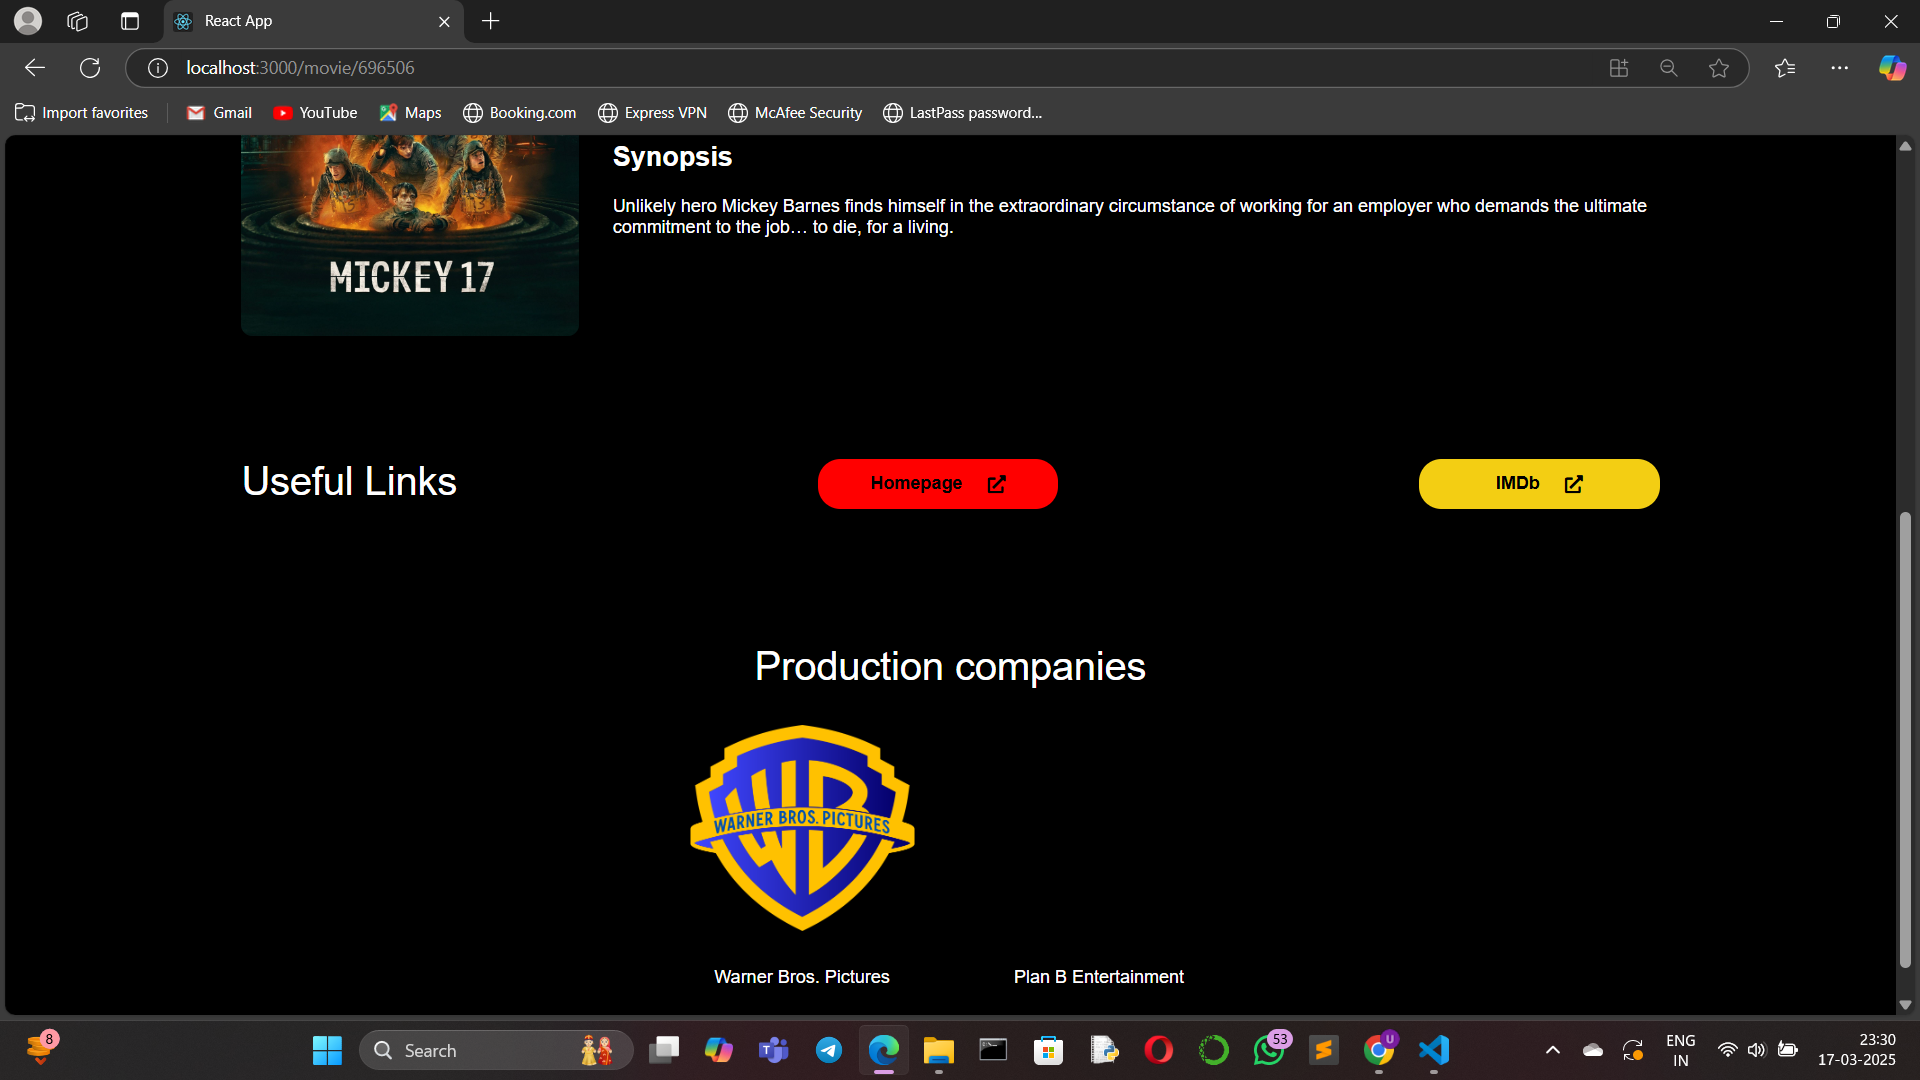 React App
localhost:3000/movie/696506
Import favorites
Gmail
YouTube
Maps
Booking.com
Express VPN
McAfee Security
LastPass password...
Synopsis
Unlikely hero Mickey Barnes finds himself in the extraordinary circumstance of working for an employer who demands the ultimate
commitment to the job… to die, for a living.
MICKEY 17
Useful Links
Homepage
IMDb
Production companies
WARNER BROS. PICTURES
Warner Bros. Pictures
Plan B Entertainment
8
Search
53
U
ENG
IN
23:30
17-03-2025